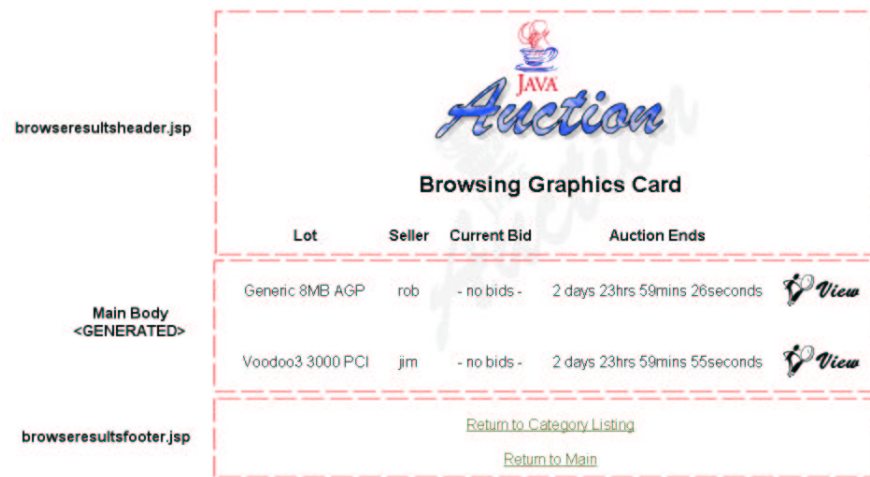 JAVA
Auction
browseresultsheader.jsp
Browsing Graphics Card
Lot Seller Current Bid Auction Ends
Generic 8MB AGP rob - no bids - 2 days 23hrs 59mins 26seconds View
Main Body
<GENERATED>
Voodoo3 3000 PCI jim - no bids - 2 days 23hrs 59mins 55seconds View
Return to Category Listing
browseresultsfooter.jsp
Return to Main